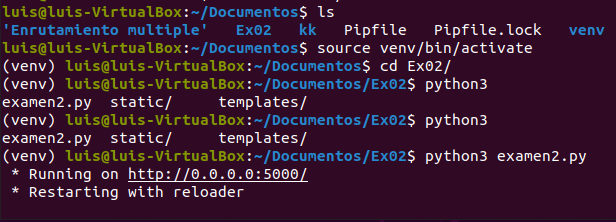 luis@luis-VirtualBox:~/Documentos$ ls
'Enrutamiento multiple'  Ex02  kk  Pipfile  Pipfile.lock  venv
luis@luis-VirtualBox:~/Documentos$ source venv/bin/activate
(venv) luis@luis-VirtualBox:~/Documentos$ cd Ex02/
(venv) luis@luis-VirtualBox:~/Documentos/Ex02$ python3
examen2.py  static/     templates/
(venv) luis@luis-VirtualBox:~/Documentos/Ex02$ python3
examen2.py  static/     templates/
(venv) luis@luis-VirtualBox:~/Documentos/Ex02$ python3 examen2.py
 * Running on http://0.0.0.0:5000/
 * Restarting with reloader